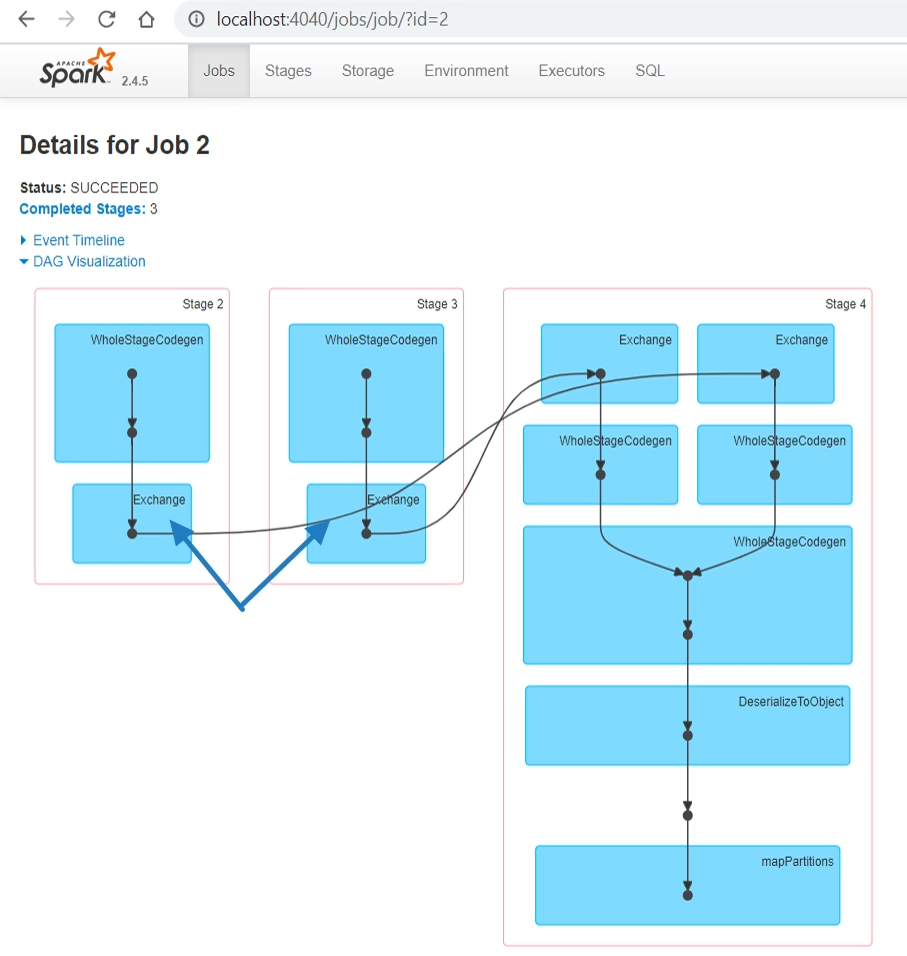 localhost:4040/jobs/job/?id=2
APACHE
Spark 2.4.5
Jobs
Stages
Storage
Environment
Executors
SQL
Details for Job 2
Status: SUCCEEDED
Completed Stages: 3
Event Timeline
DAG Visualization
Stage 2
WholeStageCodegen
Exchange
Stage 3
WholeStageCodegen
Exchange
Stage 4
Exchange
Exchange
WholeStageCodegen
WholeStageCodegen
WholeStageCodegen
DeserializeToObject
mapPartitions